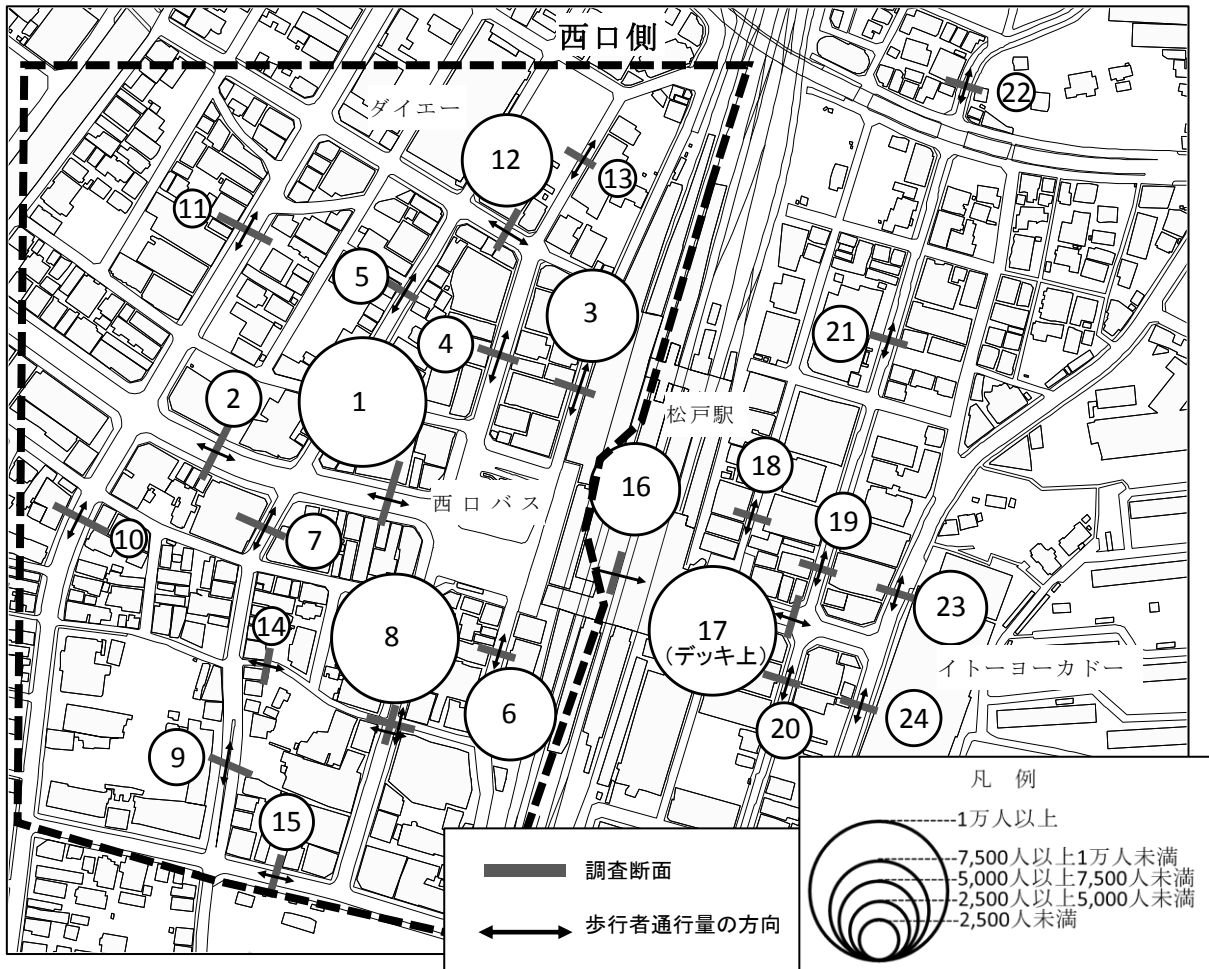 西口側
ダイエー
22
12
13
11
5
3
4
21
2
1
松戸駅
18
16
西口バス
19
10
7
23
14
8
17
(デッキ上)
イトーヨーカドー
6
24
20
9
15
凡 例
1万人以上
7,500人以上1万人未満
5,000人以上7,500人未満
2,500人以上5,000人未満
2,500人未満
調査断面
歩行者通行量の方向